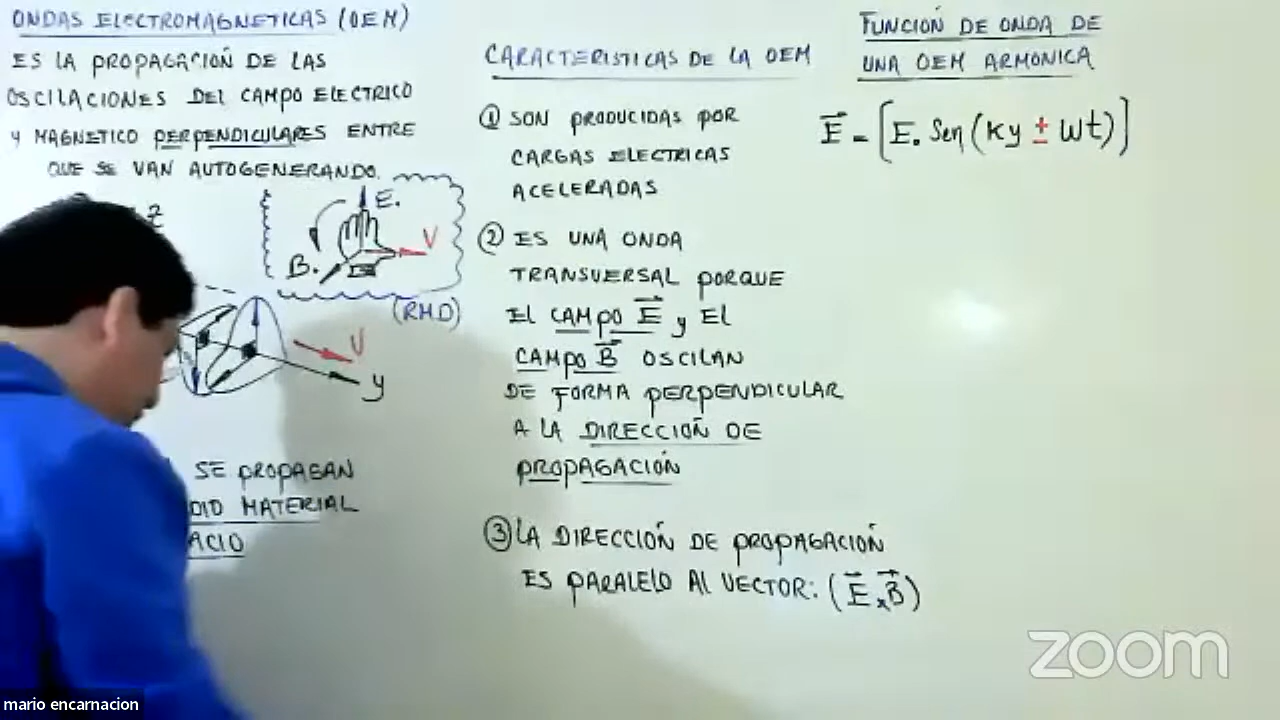 ONDAS ELECTROMAGNETICAS (OEM)
ES LA PROPAGACIÓN DE LAS
OSCILACIONES DEL CAMPO ELECTRICO
Y MAGNETICO PERPENDICULARES ENTRE
QUE SE VAN AUTOGENERANDO.
Z
E.
V
B.
(RMD)
V
y
SE PROPAGAN
MATERIAL
CARACTERISTICAS DE LA OEM
① SON PRODUCIDAS POR
CARGAS ELECTRICAS
ACELERADAS
② ES UNA ONDA
TRANSVERSAL PORQUE
EL CAMPO E⃗ y EL
CAMPO B⃗ OSCILAN
DE FORMA PERPENDICULAR
A LA DIRECCIÓN DE
PROPAGACIÓN
③ LA DIRECCIÓN DE PROPAGACIÓN
ES PARALELO AL VECTOR: (E⃗ x B⃗)
FUNCIÓN DE ONDA DE
UNA OEM ARMONICA
E⃗ = [E. Sen (Ky ± wt)]
zoom
mario encarnacion